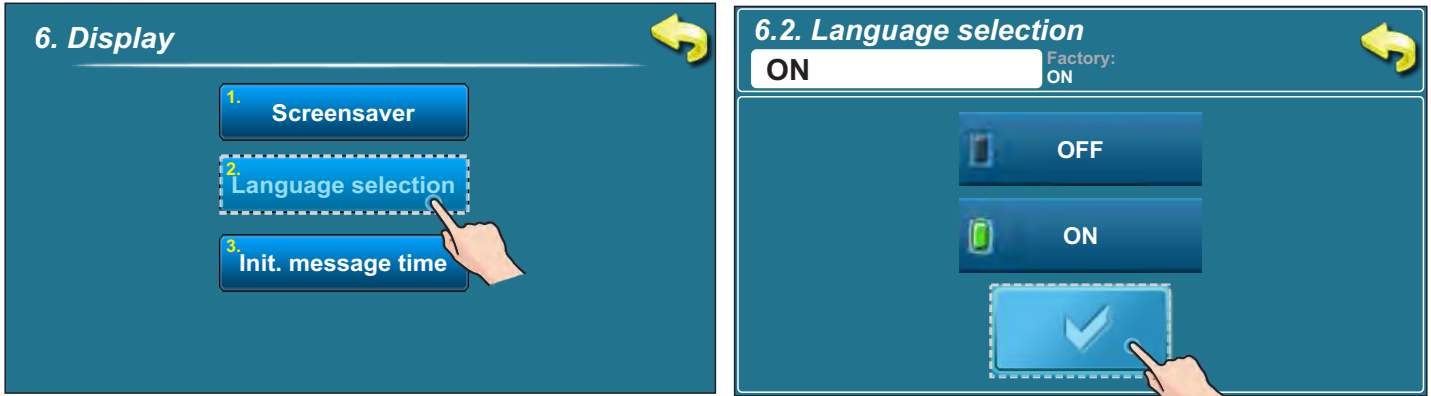 6. Display
1.
Screensaver
2.
Language selection
3.
Init. message time
6.2. Language selection
ON
Factory:
ON
OFF
ON